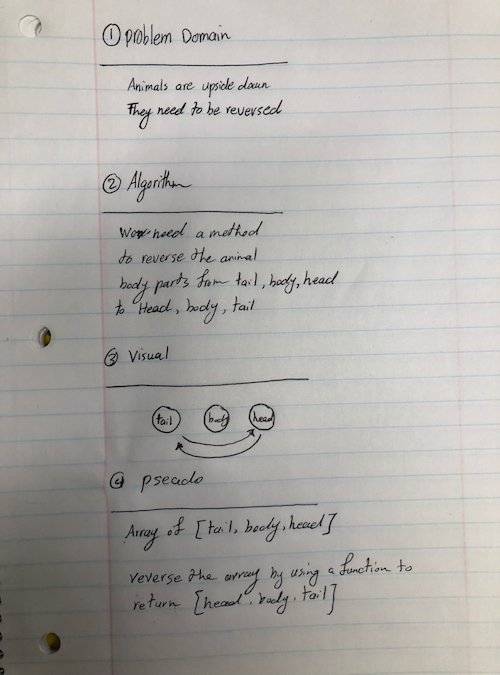 ① problem Domain
Animals are upside down
They need to be reversed
② Algorithm
We need a method
to reverse the animal
body parts from tail, body, head
to Head, body, tail
③ Visual
tail body head
④ pseudo
Array of [tail, body, head]
reverse the array by using a function to
return [head, body, tail]